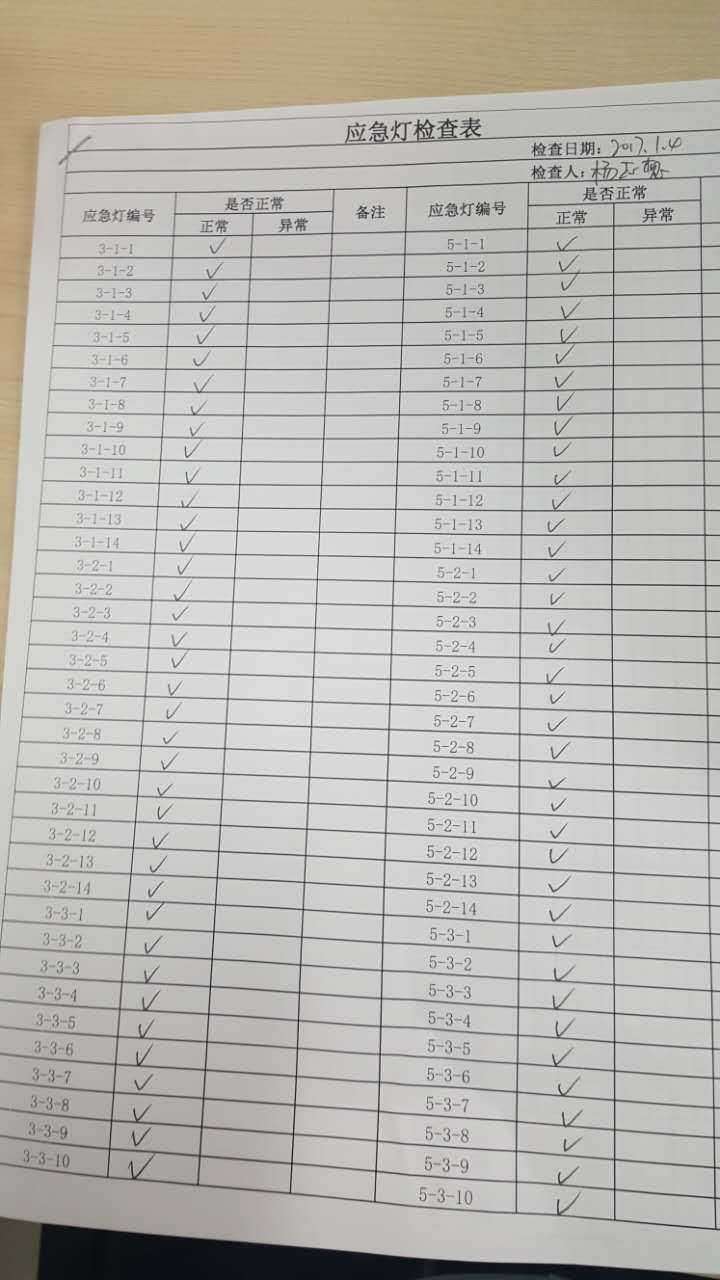 应急灯检查表
检查日期: 2017.1.4
检查人: 杨
应急灯编号 是否正常 备注 应急灯编号 是否正常
正常 异常 正常 异常
3-1-1 ✓ 5-1-1 ✓
3-1-2 ✓ 5-1-2 ✓
3-1-3 ✓ 5-1-3 ✓
3-1-4 ✓ 5-1-4 ✓
3-1-5 ✓ 5-1-5 ✓
3-1-6 ✓ 5-1-6 ✓
3-1-7 ✓ 5-1-7 ✓
3-1-8 ✓ 5-1-8 ✓
3-1-9 ✓ 5-1-9 ✓
3-1-10 ✓ 5-1-10 ✓
3-1-11 ✓ 5-1-11 ✓
3-1-12 ✓ 5-1-12 ✓
3-1-13 ✓ 5-1-13 ✓
3-1-14 ✓ 5-1-14 ✓
3-2-1 ✓ 5-2-1 ✓
3-2-2 ✓ 5-2-2 ✓
3-2-3 ✓ 5-2-3 ✓
3-2-4 ✓ 5-2-4 ✓
3-2-5 ✓ 5-2-5 ✓
3-2-6 ✓ 5-2-6 ✓
3-2-7 ✓ 5-2-7 ✓
3-2-8 ✓ 5-2-8 ✓
3-2-9 ✓ 5-2-9 ✓
3-2-10 ✓ 5-2-10 ✓
3-2-11 ✓ 5-2-11 ✓
3-2-12 ✓ 5-2-12 ✓
3-2-13 ✓ 5-2-13 ✓
3-2-14 ✓ 5-2-14 ✓
3-3-1 ✓ 5-3-1 ✓
3-3-2 ✓ 5-3-2 ✓
3-3-3 ✓ 5-3-3 ✓
3-3-4 ✓ 5-3-4 ✓
3-3-5 ✓ 5-3-5 ✓
3-3-6 ✓ 5-3-6 ✓
3-3-7 ✓ 5-3-7 ✓
3-3-8 ✓ 5-3-8 ✓
3-3-9 ✓ 5-3-9 ✓
3-3-10 ✓ 5-3-10 ✓